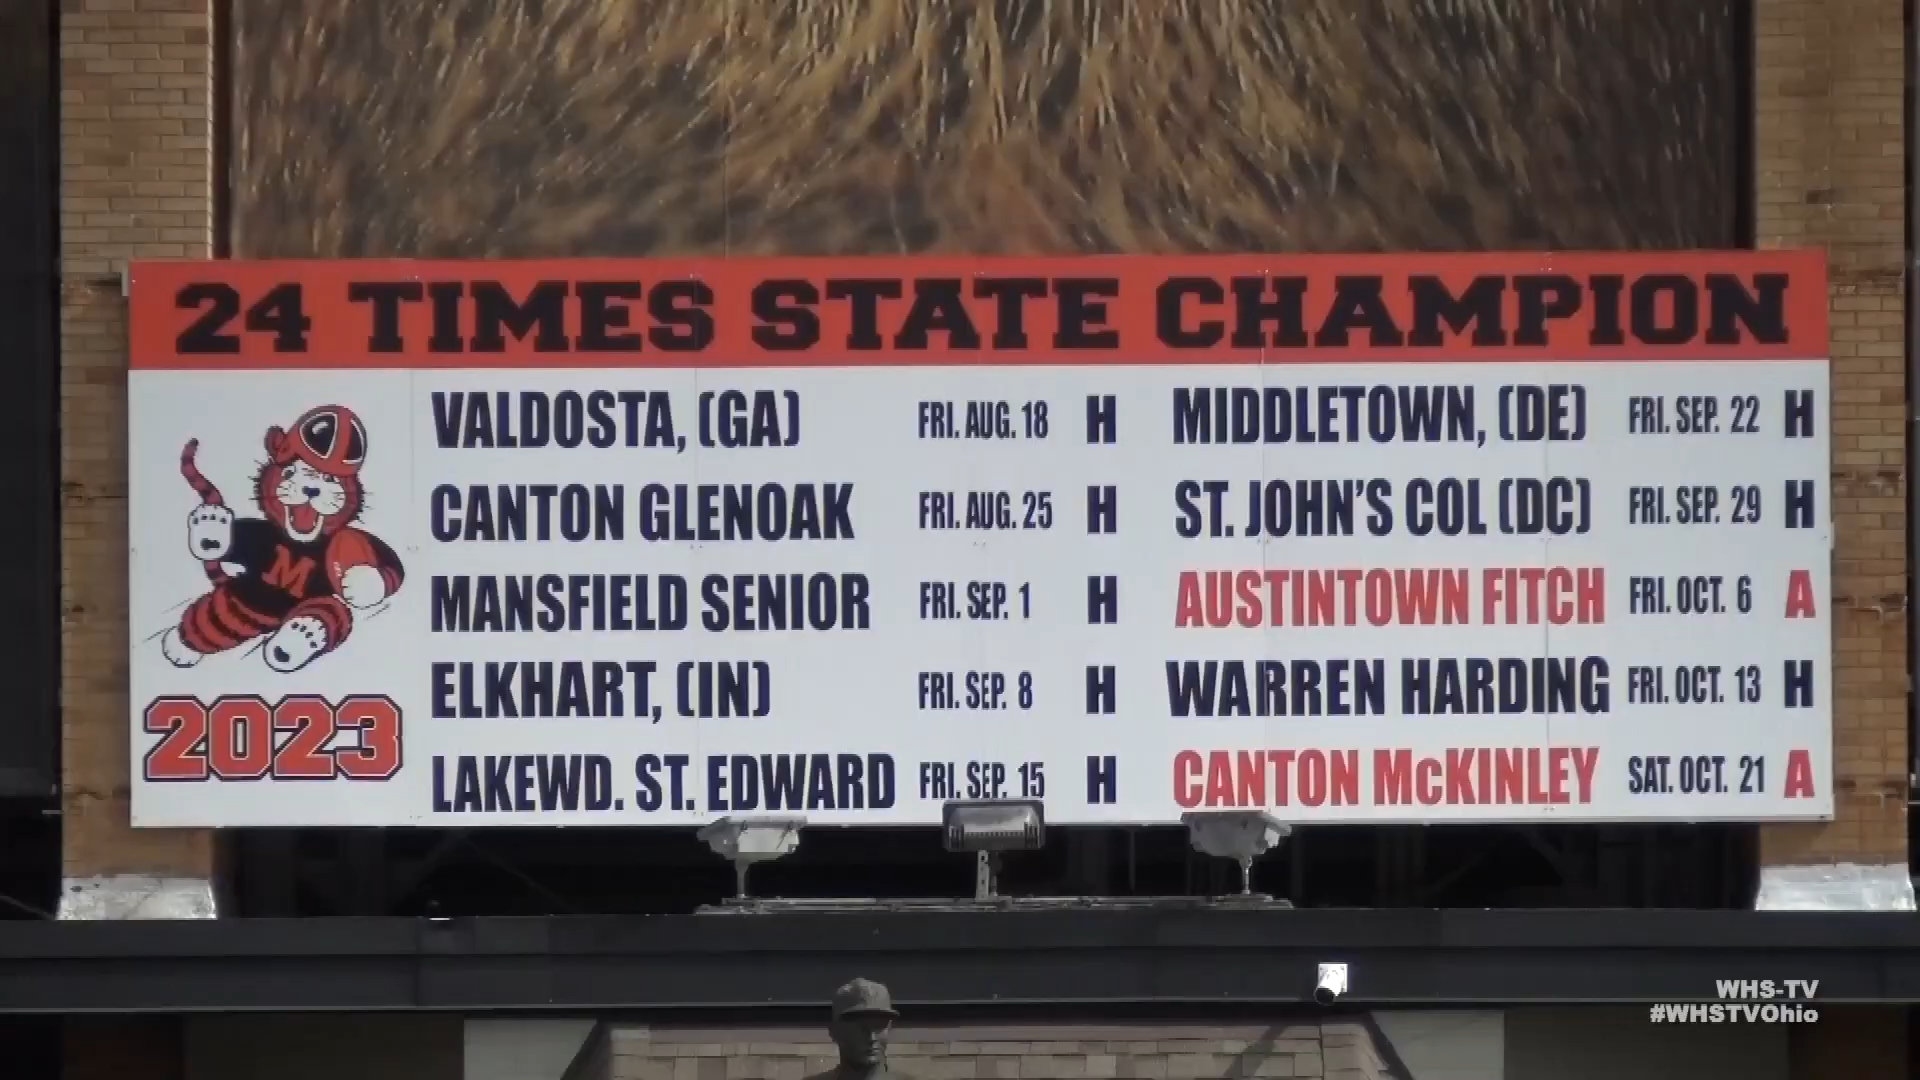 24 TIMES STATE CHAMPION
VALDOSTA, (GA) FRI. AUG. 18 H
CANTON GLENOAK FRI. AUG. 25 H
MANSFIELD SENIOR FRI. SEP. 1 H
ELKHART, (IN) FRI. SEP. 8 H
LAKEWD. ST. EDWARD FRI. SEP. 15 H
MIDDLETOWN, (DE) FRI. SEP. 22 H
ST. JOHN'S COL (DC) FRI. SEP. 29 H
AUSTINTOWN FITCH FRI. OCT. 6 A
WARREN HARDING FRI. OCT. 13 H
CANTON McKINLEY SAT. OCT. 21 A
M
2023
WHS-TV
#WHSTVOhio